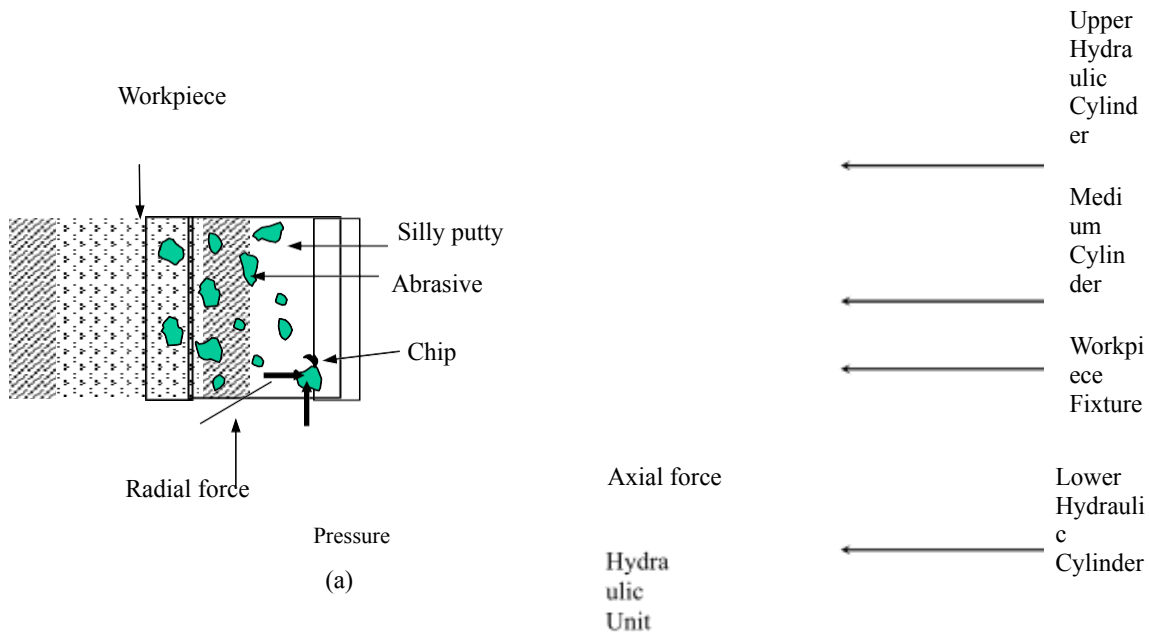 Workpiece
Silly putty
Abrasive
Chip
Radial force
Pressure
(a)
Axial force
Hydra
ulic
Unit
Upper
Hydra
ulic
Cylind
er
Medi
um
Cylin
der
Workpi
ece
Fixture
Lower
Hydrauli
c
Cylinder